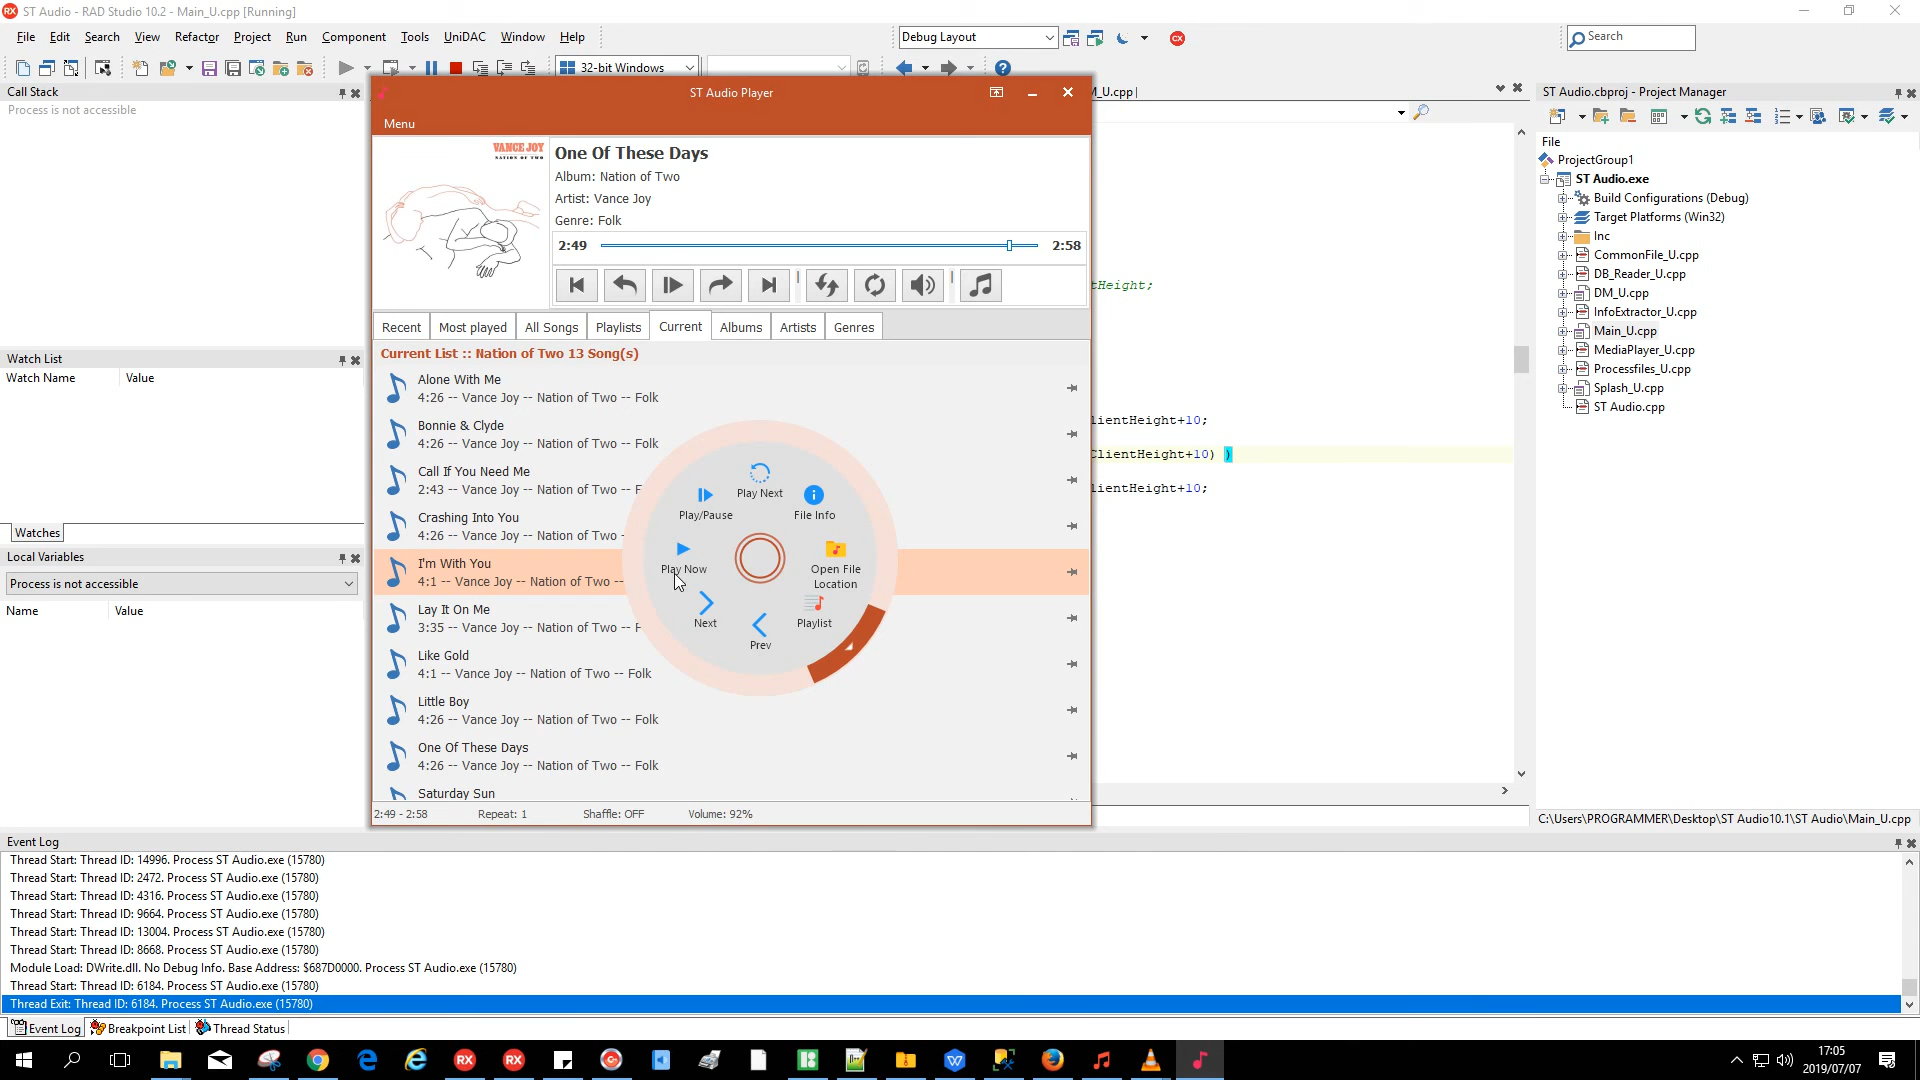 ST Audio - RAD Studio 10.2 - Main_U.cpp [Running]
File Edit Search View Refactor Project Run Component Tools UniDAC Window Help
Debug Layout
Search
32-bit Windows
Call Stack
Process is not accessible
Watch List
Watch Name Value
Watches
Local Variables
Process is not accessible
Name Value
ST Audio Player
Menu
VANCE JOY
NATION OF TWO
One Of These Days
Album: Nation of Two
Artist: Vance Joy
Genre: Folk
2:49 2:58
Recent Most played All Songs Playlists Current Albums Artists Genres
Current List :: Nation of Two 13 Song(s)
Alone With Me
4:26 -- Vance Joy -- Nation of Two -- Folk
Bonnie & Clyde
4:26 -- Vance Joy -- Nation of Two -- Folk
Call If You Need Me
2:43 -- Vance Joy -- Nation of Two -- F
Crashing Into You
4:26 -- Vance Joy -- Nation of Two -
I'm With You
4:1 -- Vance Joy -- Nation of Two --
Lay It On Me
3:35 -- Vance Joy -- Nation of Two -- F
Like Gold
4:1 -- Vance Joy -- Nation of Two -- Folk
Little Boy
4:26 -- Vance Joy -- Nation of Two -- Folk
One Of These Days
4:26 -- Vance Joy -- Nation of Two -- Folk
Saturday Sun
Play Next
Play/Pause
File Info
Play Now
Open File
Location
Next
Playlist
Prev
2:49 - 2:58 Repeat: 1 Shaffle: OFF Volume: 92%
M_U.cpp
tHeight;
lientHeight+10;
ClientHeight+10) )
lientHeight+10;
ST Audio.cbproj - Project Manager
File
ProjectGroup1
ST Audio.exe
Build Configurations (Debug)
Target Platforms (Win32)
Inc
CommonFile_U.cpp
DB_Reader_U.cpp
DM_U.cpp
InfoExtractor_U.cpp
Main_U.cpp
MediaPlayer_U.cpp
Processfiles_U.cpp
Splash_U.cpp
ST Audio.cpp
C:\Users\PROGRAMMER\Desktop\ST Audio10.1\ST Audio\Main_U.cpp
Event Log
Thread Start: Thread ID: 14996. Process ST Audio.exe (15780)
Thread Start: Thread ID: 2472. Process ST Audio.exe (15780)
Thread Start: Thread ID: 4316. Process ST Audio.exe (15780)
Thread Start: Thread ID: 9664. Process ST Audio.exe (15780)
Thread Start: Thread ID: 13004. Process ST Audio.exe (15780)
Thread Start: Thread ID: 8668. Process ST Audio.exe (15780)
Module Load: DWrite.dll. No Debug Info. Base Address: $687D0000. Process ST Audio.exe (15780)
Thread Start: Thread ID: 6184. Process ST Audio.exe (15780)
Thread Exit: Thread ID: 6184. Process ST Audio.exe (15780)
Event Log Breakpoint List Thread Status
17:05
2019/07/07